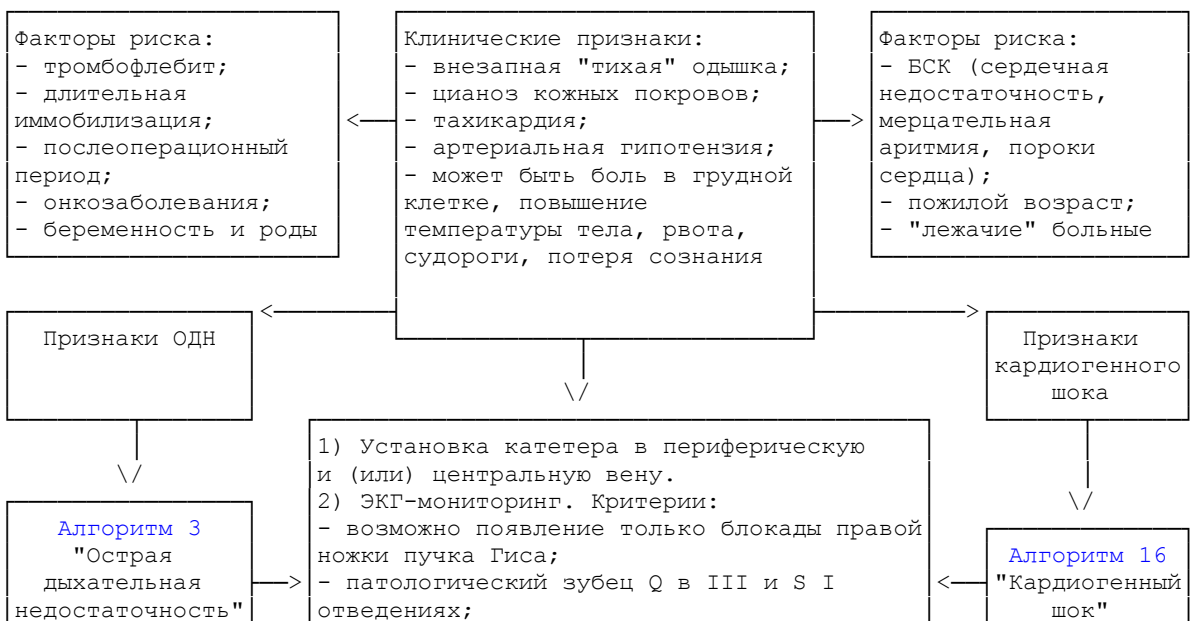 Факторы риска:
- тромбофлебит;
- длительная
иммобилизация;
- послеоперационный
период;
- онкозаболевания;
- беременность и роды
Клинические признаки:
- внезапная "тихая" одышка;
- цианоз кожных покровов;
- тахикардия;
- артериальная гипотензия;
- может быть боль в грудной
клетке, повышение
температуры тела, рвота,
судороги, потеря сознания
Факторы риска:
- БСК (сердечная
недостаточность,
мерцательная
аритмия, пороки
сердца);
- пожилой возраст;
- "лежачие" больные
Признаки ОДН
Признаки
кардиогенного
шока
Алгоритм 3
"Острая
дыхательная
недостаточность"
1) Установка катетера в периферическую
и (или) центральную вену.
2) ЭКГ-мониторинг. Критерии:
- возможно появление только блокады правой
ножки пучка Гиса;
- патологический зубец Q в III и S I
отведениях;
Алгоритм 16
"Кардиогенный
шок"